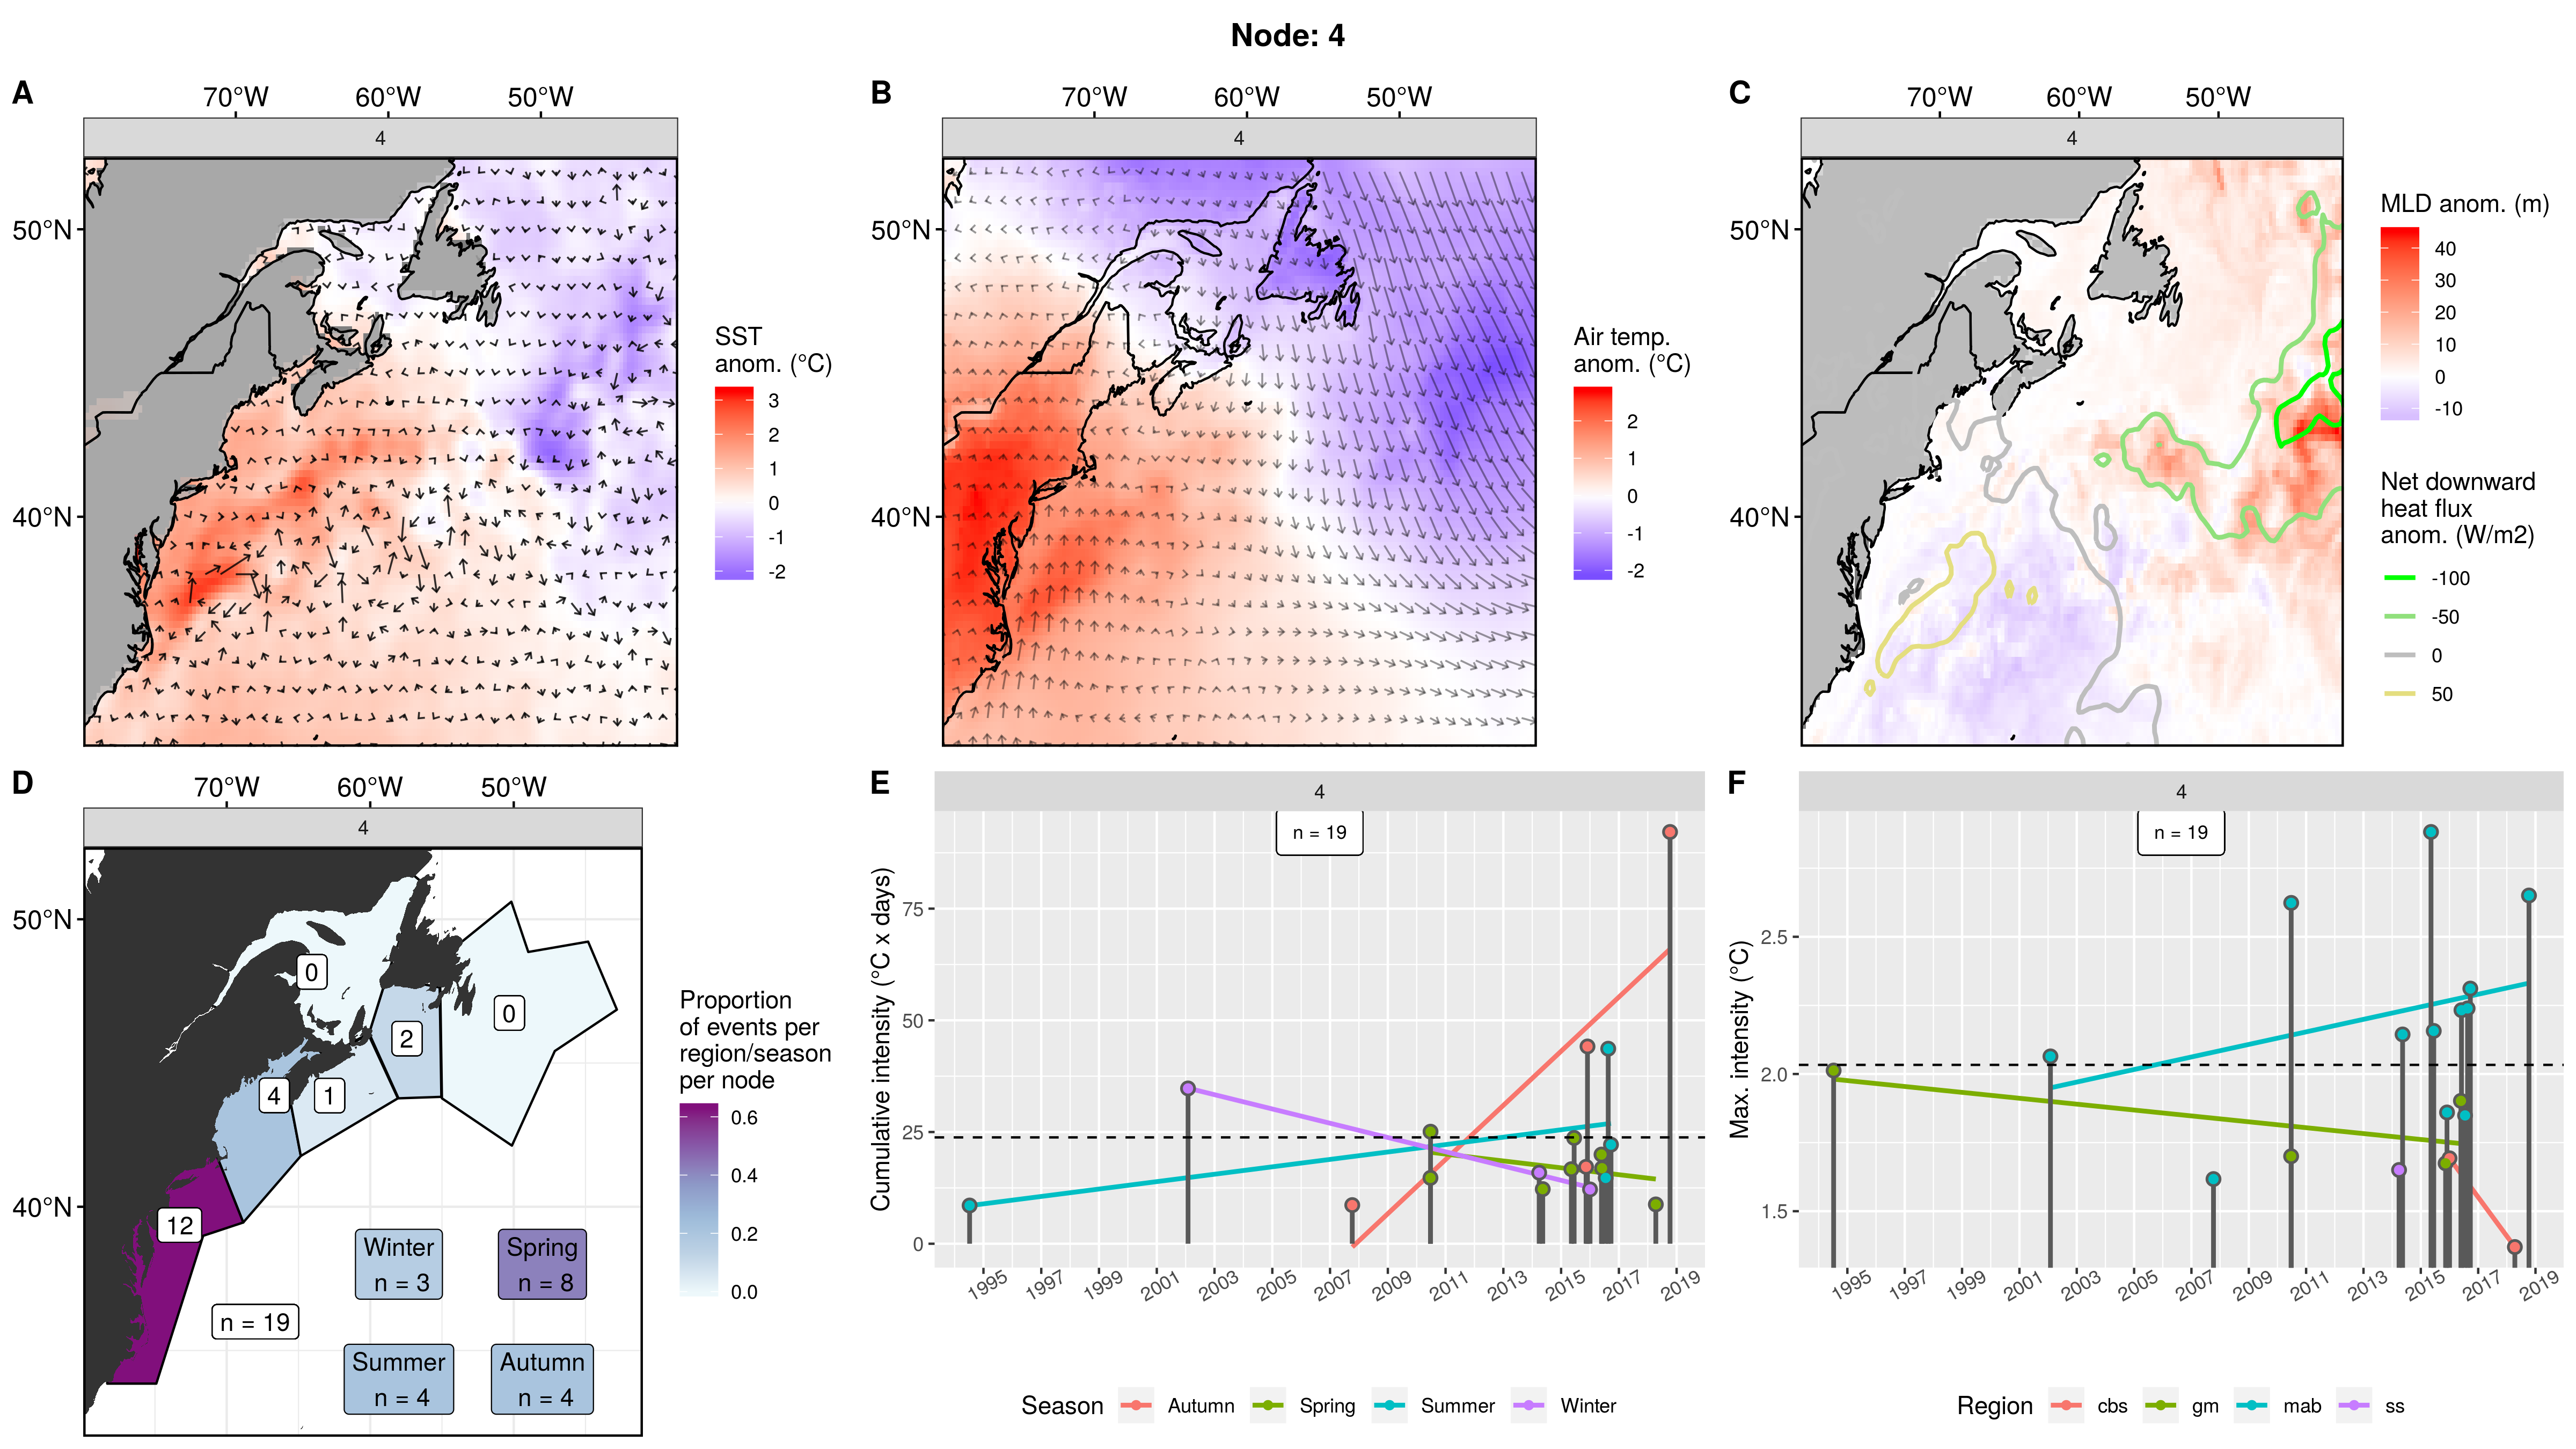 Node: 4
A
70°W 60°W 50°W
4
50°N
40°N
SST
anom. (°C)
3
2
1
0
-1
-2
B
70°W 60°W 50°W
4
50°N
40°N
Air temp.
anom. (°C)
2
1
0
-1
-2
C
70°W 60°W 50°W
4
50°N
40°N
MLD anom. (m)
40
30
20
10
0
-10
Net downward
heat flux
anom. (W/m2)
-100
-50
0
50
D
70°W 60°W 50°W
4
50°N
40°N
0
0
2
4
1
12
n = 19
Winter
n = 3
Spring
n = 8
Summer
n = 4
Autumn
n = 4
Proportion
of events per
region/season
per node
0.6
0.4
0.2
0.0
E
4
n = 19
Cumulative intensity (°C x days)
75
50
25
0
1995 1997 1999 2001 2003 2005 2007 2009 2011 2013 2015 2017 2019
Season Autumn Spring Summer Winter
F
4
n = 19
Max. intensity (°C)
2.5
2.0
1.5
1995 1997 1999 2001 2003 2005 2007 2009 2011 2013 2015 2017 2019
Region cbs gm mab ss